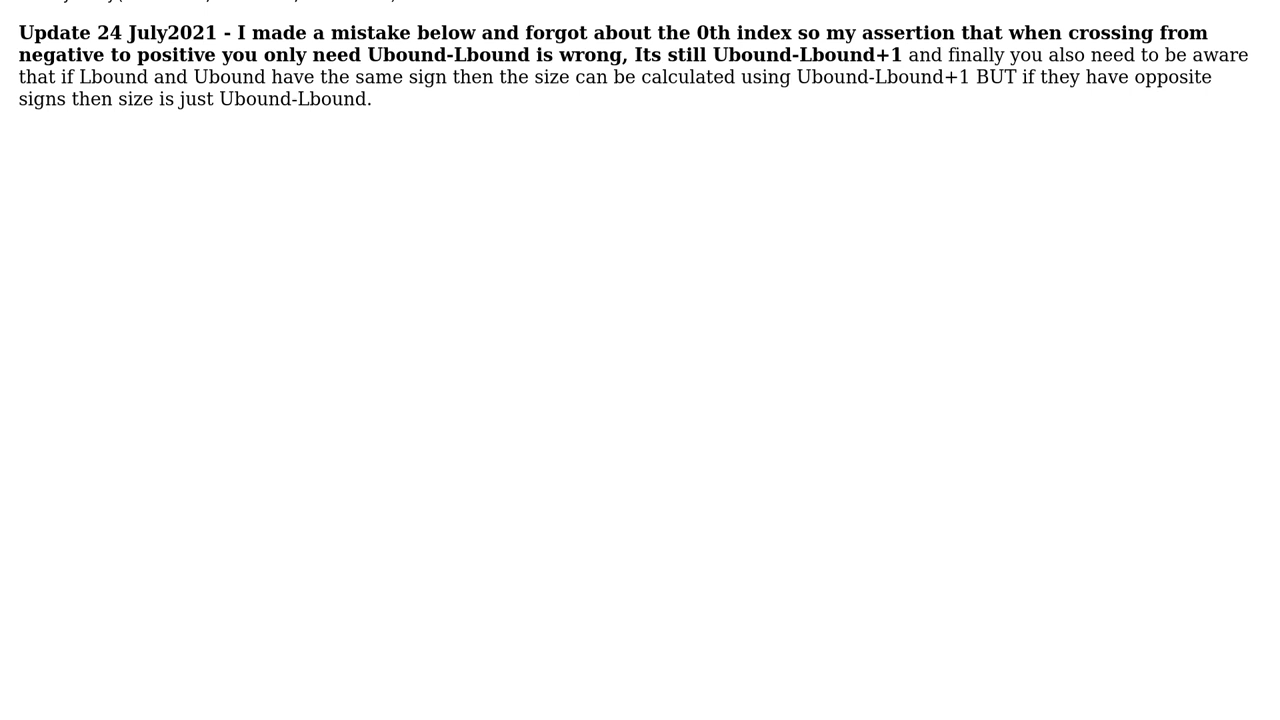 Update 24 July2021 - I made a mistake below and forgot about the 0th index so my assertion that when crossing from
negative to positive you only need Ubound-Lbound is wrong, Its still Ubound-Lbound+1 and finally you also need to be aware
that if Lbound and Ubound have the same sign then the size can be calculated using Ubound-Lbound+1 BUT if they have opposite
signs then size is just Ubound-Lbound.